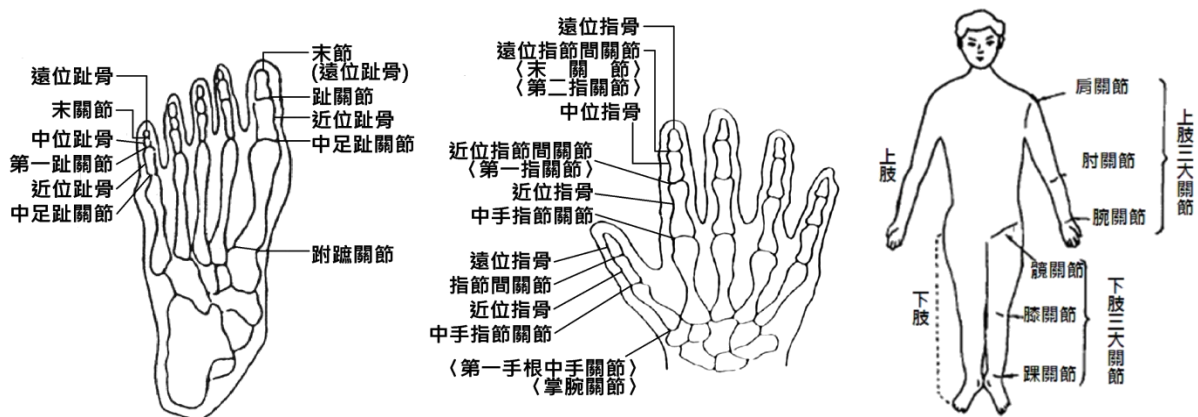 末節
(遠位趾骨)
遠位趾骨
趾關節
末關節
近位趾骨
中位趾骨
中足趾關節
第一趾關節
近位趾骨
中足趾關節
跗蹠關節
遠位指骨
遠位指節間關節
〈末關節〉
〈第二指關節〉
中位指骨
近位指節間關節
〈第一指關節〉
近位指骨
中手指節關節
遠位指骨
指節間關節
近位指骨
中手指節關節
〈第一手根中手關節〉
〈掌腕關節〉
肩關節
肘關節
腕關節
上肢三大關節
上肢
髖關節
膝關節
踝關節
下肢三大關節
下肢